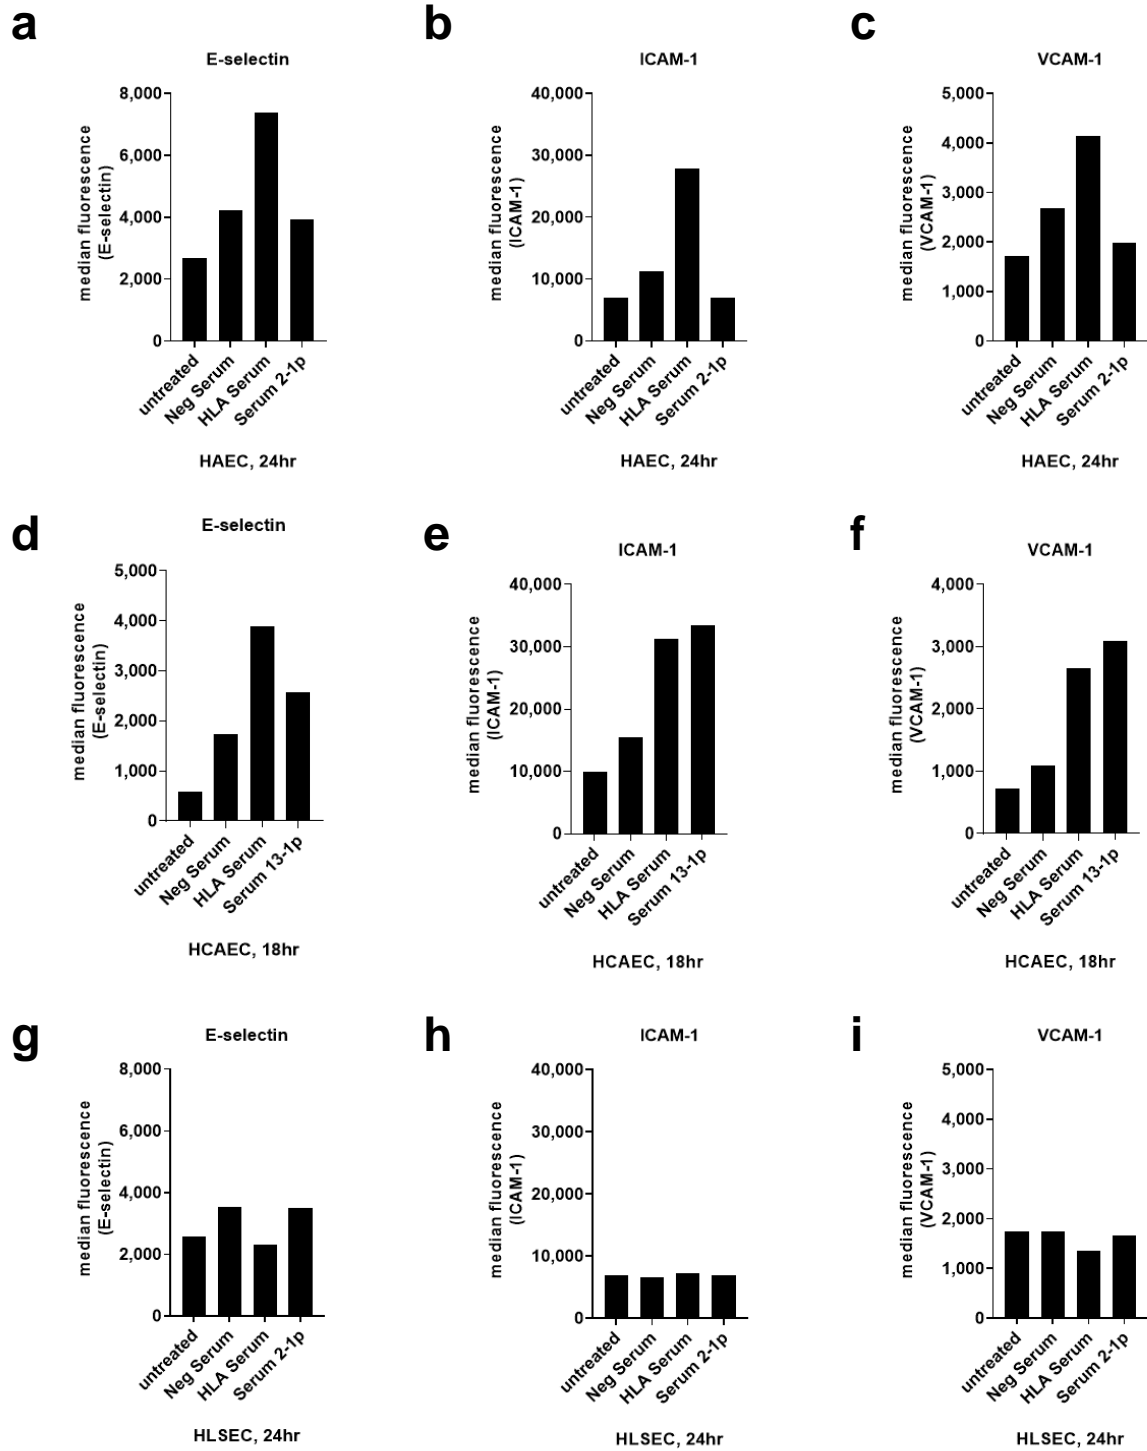 a
E-selectin
median fluorescence
(E-selectin)
8,000
6,000
4,000
2,000
0
untreated
Neg Serum
HLA Serum
Serum 2-1p
HAEC, 24hr
b
ICAM-1
median fluorescence
(ICAM-1)
40,000
30,000
20,000
10,000
0
untreated
Neg Serum
HLA Serum
Serum 2-1p
HAEC, 24hr
c
VCAM-1
median fluorescence
(VCAM-1)
5,000
4,000
3,000
2,000
1,000
0
untreated
Neg Serum
HLA Serum
Serum 2-1p
HAEC, 24hr
d
E-selectin
median fluorescence
(E-selectin)
5,000
4,000
3,000
2,000
1,000
0
untreated
Neg Serum
HLA Serum
Serum 13-1p
HCAEC, 18hr
e
ICAM-1
median fluorescence
(ICAM-1)
40,000
30,000
20,000
10,000
0
untreated
Neg Serum
HLA Serum
Serum 13-1p
HCAEC, 18hr
f
VCAM-1
median fluorescence
(VCAM-1)
4,000
3,000
2,000
1,000
0
untreated
Neg Serum
HLA Serum
Serum 13-1p
HCAEC, 18hr
g
E-selectin
median fluorescence
(E-selectin)
8,000
6,000
4,000
2,000
0
untreated
Neg Serum
HLA Serum
Serum 2-1p
HLSEC, 24hr
h
ICAM-1
median fluorescence
(ICAM-1)
40,000
30,000
20,000
10,000
0
untreated
Neg Serum
HLA Serum
Serum 2-1p
HLSEC, 24hr
i
VCAM-1
median fluorescence
(VCAM-1)
5,000
4,000
3,000
2,000
1,000
0
untreated
Neg Serum
HLA Serum
Serum 2-1p
HLSEC, 24hr